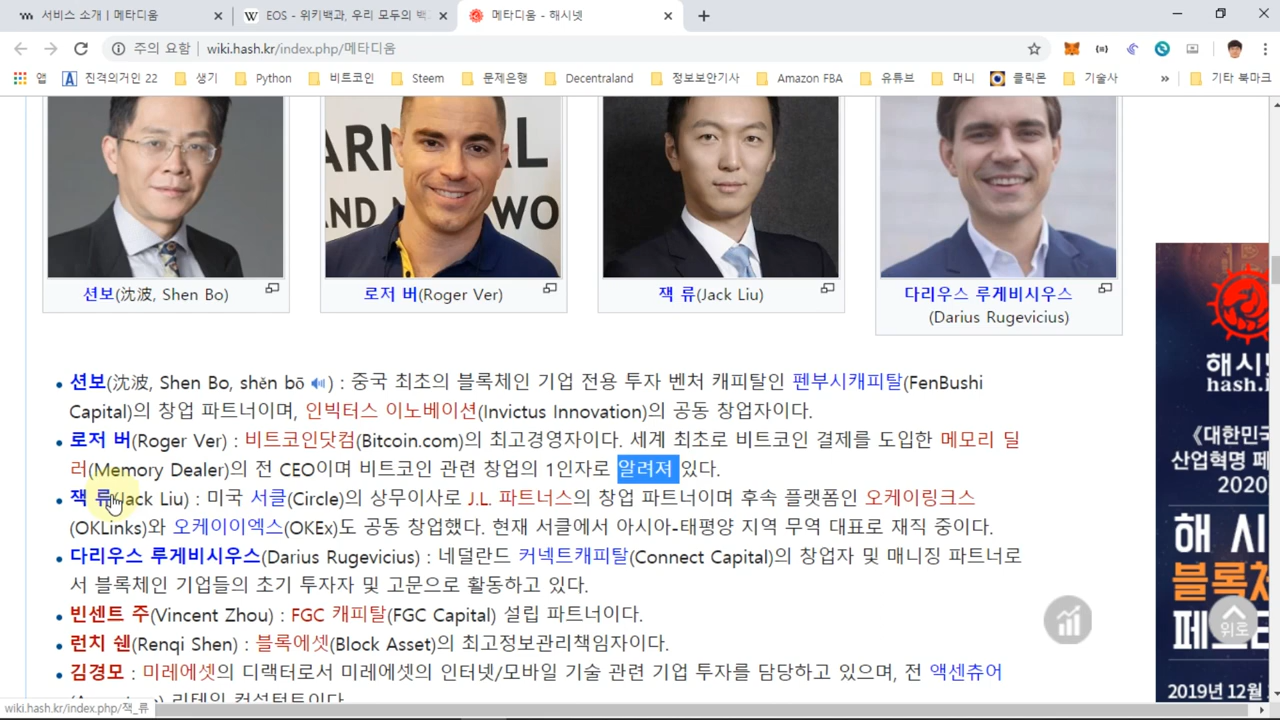 서비스 소개 | 메타디움
EOS - 위키백과, 우리 모두의 백
메타디움 - 해시넷
주의 요함
wiki.hash.kr/index.php/메타디움
앱
진격의거인 22
생기
Python
비트코인
Steem
문제은행
Decentraland
정보보안기사
Amazon FBA
유튜브
머니
클릭몬
기술사
»
기타 북마크
션보(沈波, Shen Bo)
로저 버(Roger Ver)
잭 류(Jack Liu)
다리우스 루게비시우스
(Darius Rugevicius)
션보(沈波, Shen Bo, shěn bō ) : 중국 최초의 블록체인 기업 전용 투자 벤처 캐피탈인 펜부시캐피탈(FenBushi
Capital)의 창업 파트너이며, 인빅터스 이노베이션(Invictus Innovation)의 공동 창업자이다.
로저 버(Roger Ver) : 비트코인닷컴(Bitcoin.com)의 최고경영자이다. 세계 최초로 비트코인 결제를 도입한 메모리 딜
러(Memory Dealer)의 전 CEO이며 비트코인 관련 창업의 1인자로 알려져 있다.
잭 류(Jack Liu) : 미국 서클(Circle)의 상무이사로 J.L. 파트너스의 창업 파트너이며 후속 플랫폼인 오케이링크스
(OKLinks)와 오케이이엑스(OKEx)도 공동 창업했다. 현재 서클에서 아시아-태평양 지역 무역 대표로 재직 중이다.
다리우스 루게비시우스(Darius Rugevicius) : 네덜란드 커넥트캐피탈(Connect Capital)의 창업자 및 매니징 파트너로
서 블록체인 기업들의 초기 투자자 및 고문으로 활동하고 있다.
빈센트 주(Vincent Zhou) : FGC 캐피탈(FGC Capital) 설립 파트너이다.
런치 쉔(Renqi Shen) : 블록에셋(Block Asset)의 최고정보관리책임자이다.
김경모 : 미레에셋의 디랙터로서 미레에셋의 인터넷/모바일 기술 관련 기업 투자를 담당하고 있으며, 전 액센츄어
해시
hash.
《대한민국
산업혁명 페
2020
해 시
블록체
페
위로
2019년 12월
wiki.hash.kr/index.php/잭_류